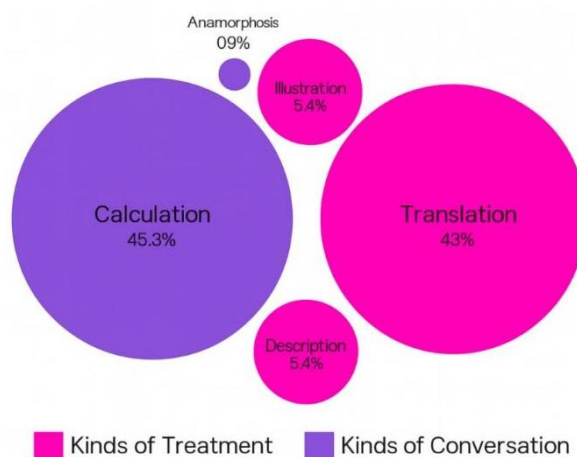 Anamorphosis
09%
Illustration
5.4%
Calculation
45.3%
Translation
43%
Description
5.4%
Kinds of Treatment
Kinds of Conversation